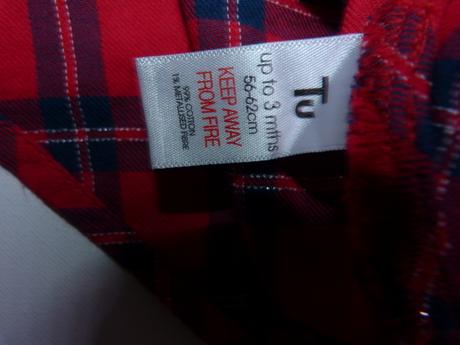 Tu
up to 3 mths
56-62cm
KEEP AWAY
FROM FIRE
99% COTTON
1% METALLISED FIBRE